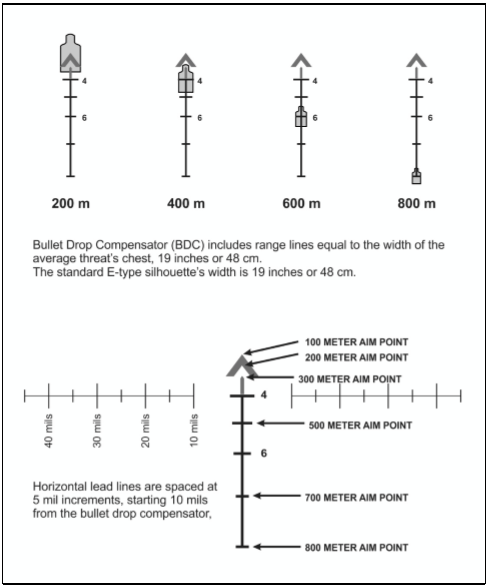 4 4 4 4
6 6 6 6
200 m 400 m 600 m 800 m
Bullet Drop Compensator (BDC) includes range lines equal to the width of the
average threat's chest, 19 inches or 48 cm.
The standard E-type silhouette's width is 19 inches or 48 cm.
100 METER AIM POINT
200 METER AIM POINT
300 METER AIM POINT
4
500 METER AIM POINT
40 mils
30 mils
20 mils
10 mils
6
Horizontal lead lines are spaced at
5 mil increments, starting 10 mils
from the bullet drop compensator,
700 METER AIM POINT
800 METER AIM POINT